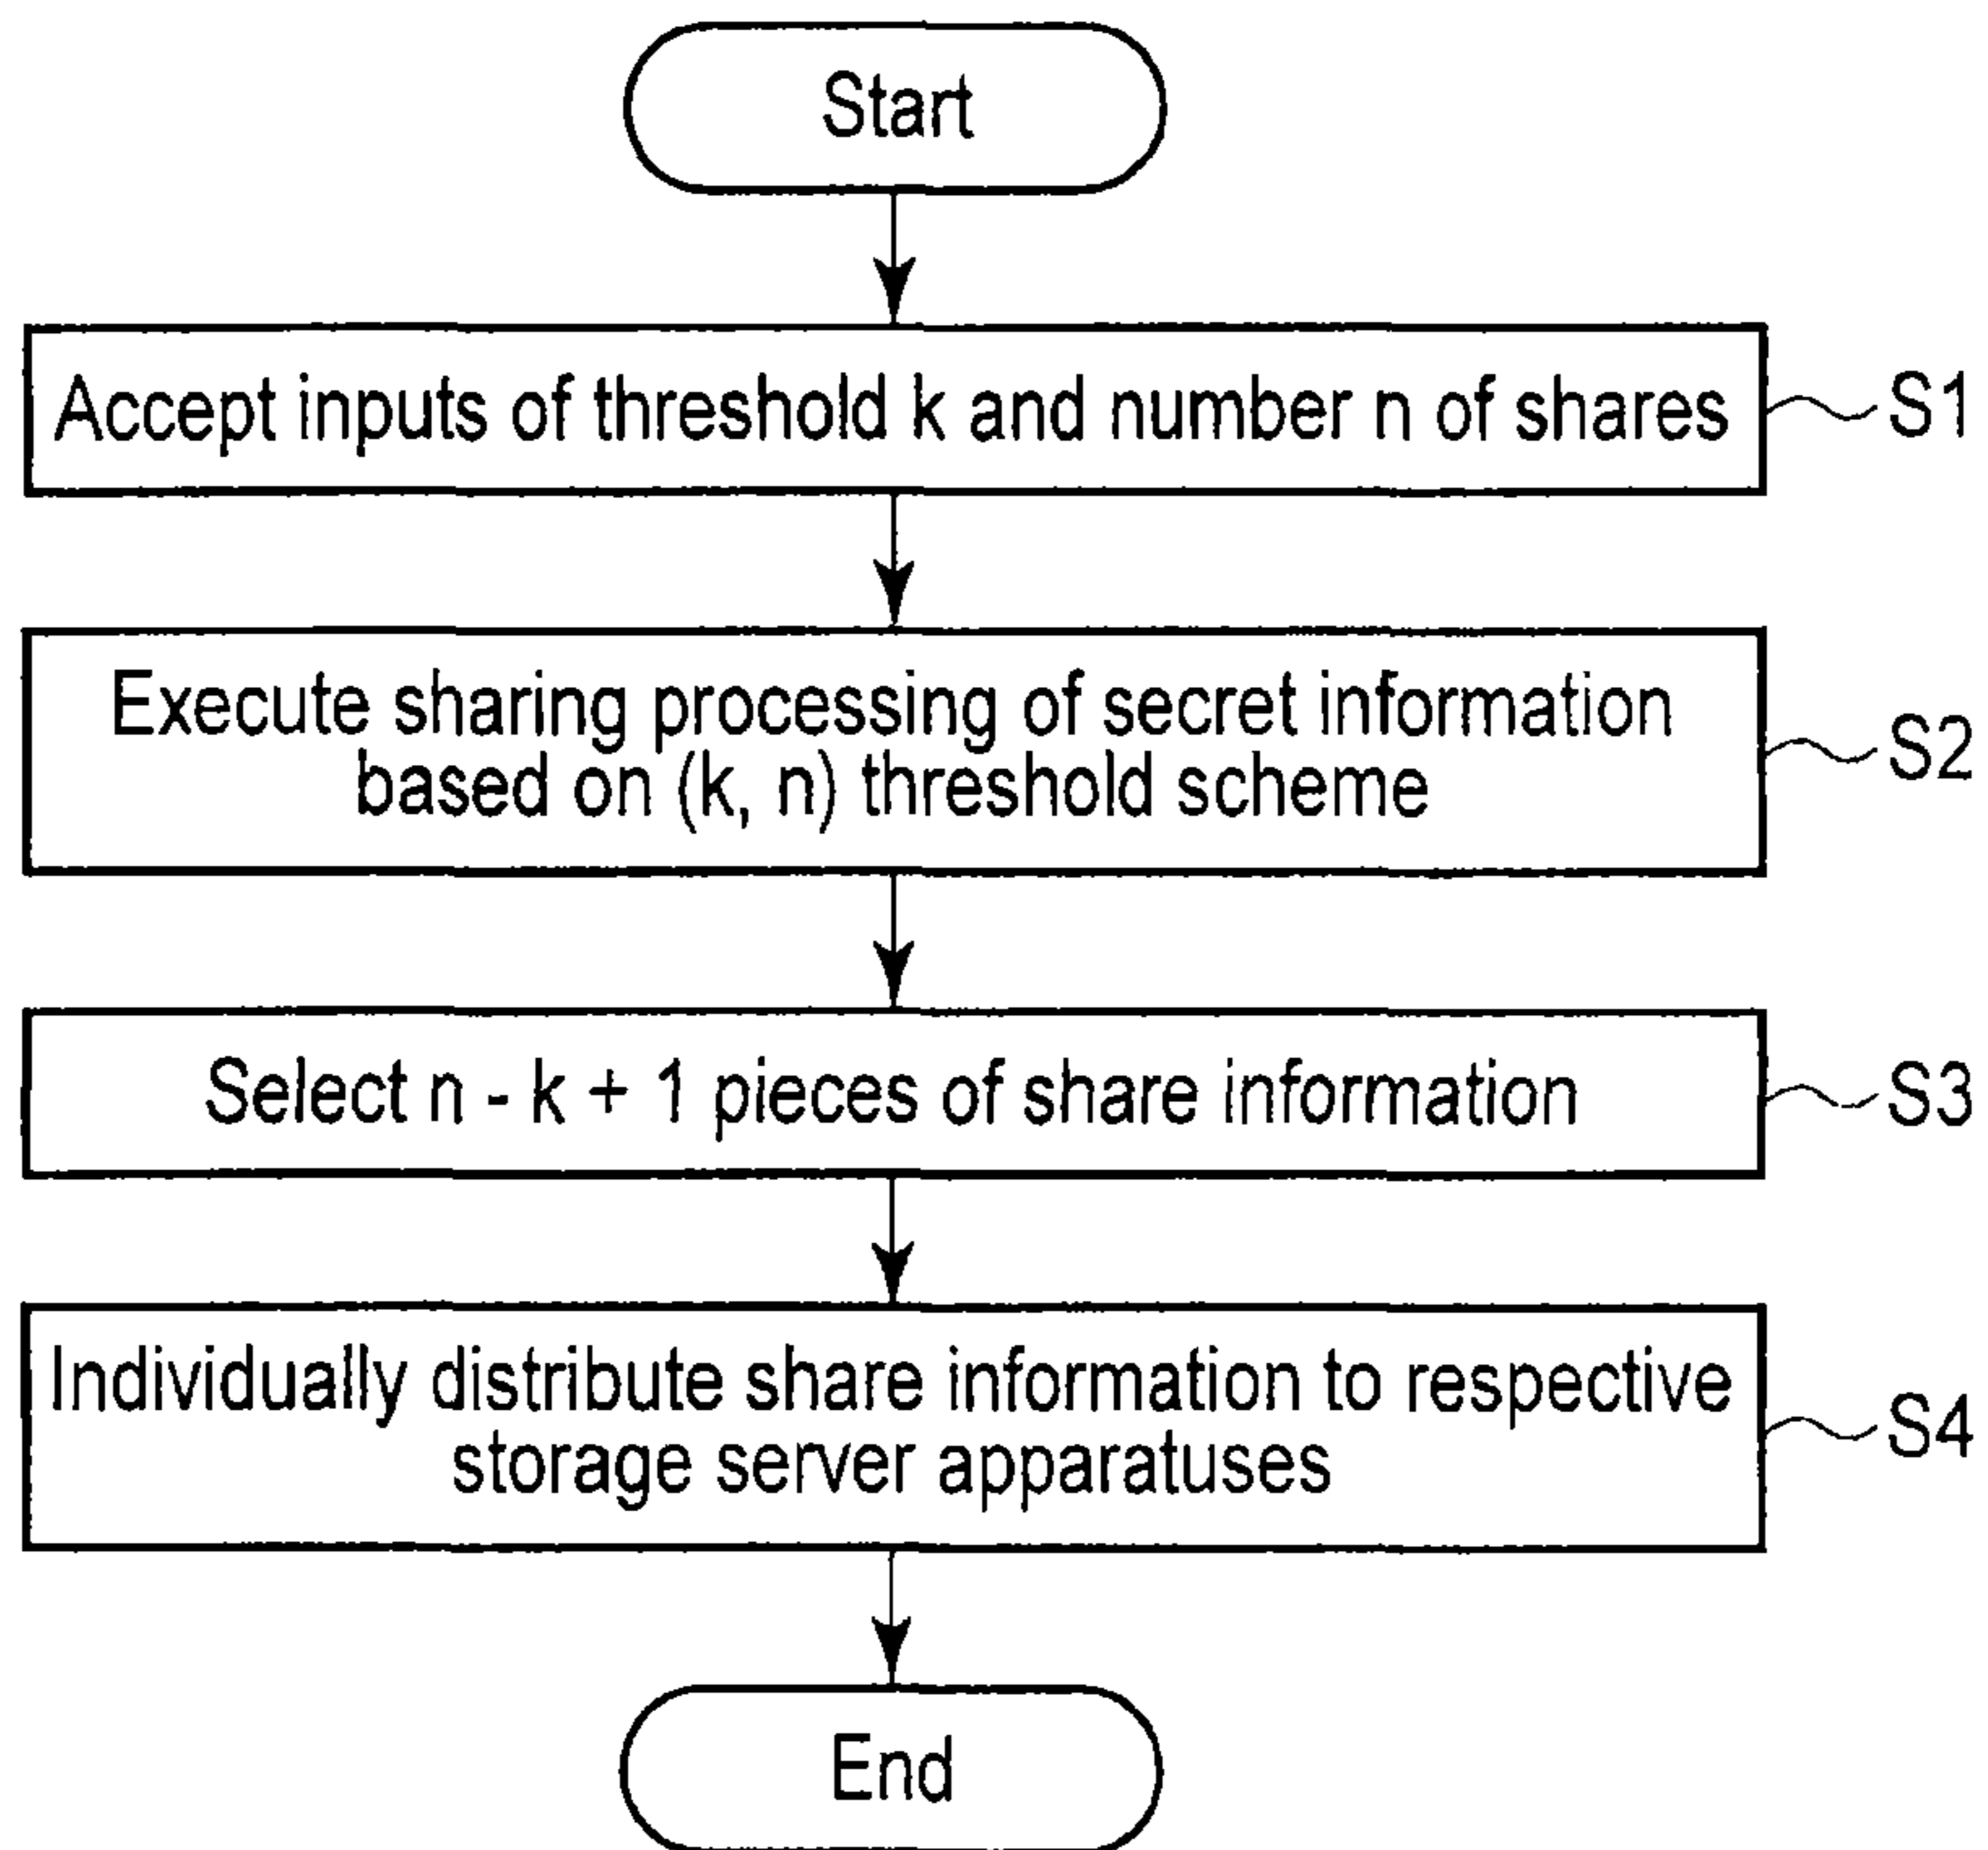 Start
Accept inputs of threshold k and number n of shares
S1
Execute sharing processing of secret information
based on (k, n) threshold scheme
S2
Select n - k + 1 pieces of share information
S3
Individually distribute share information to respective
storage server apparatuses
S4
End